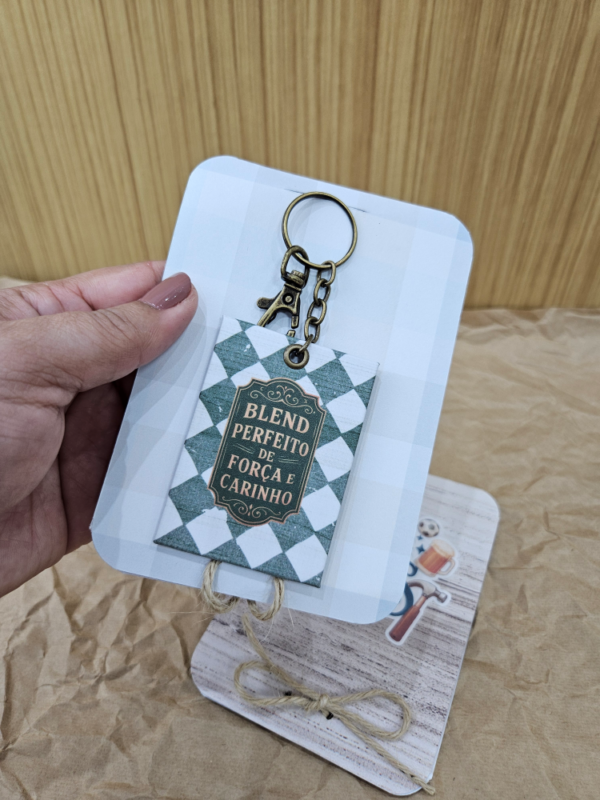 BLEND
PERFEITO
DE
FORÇA E
CARINHO